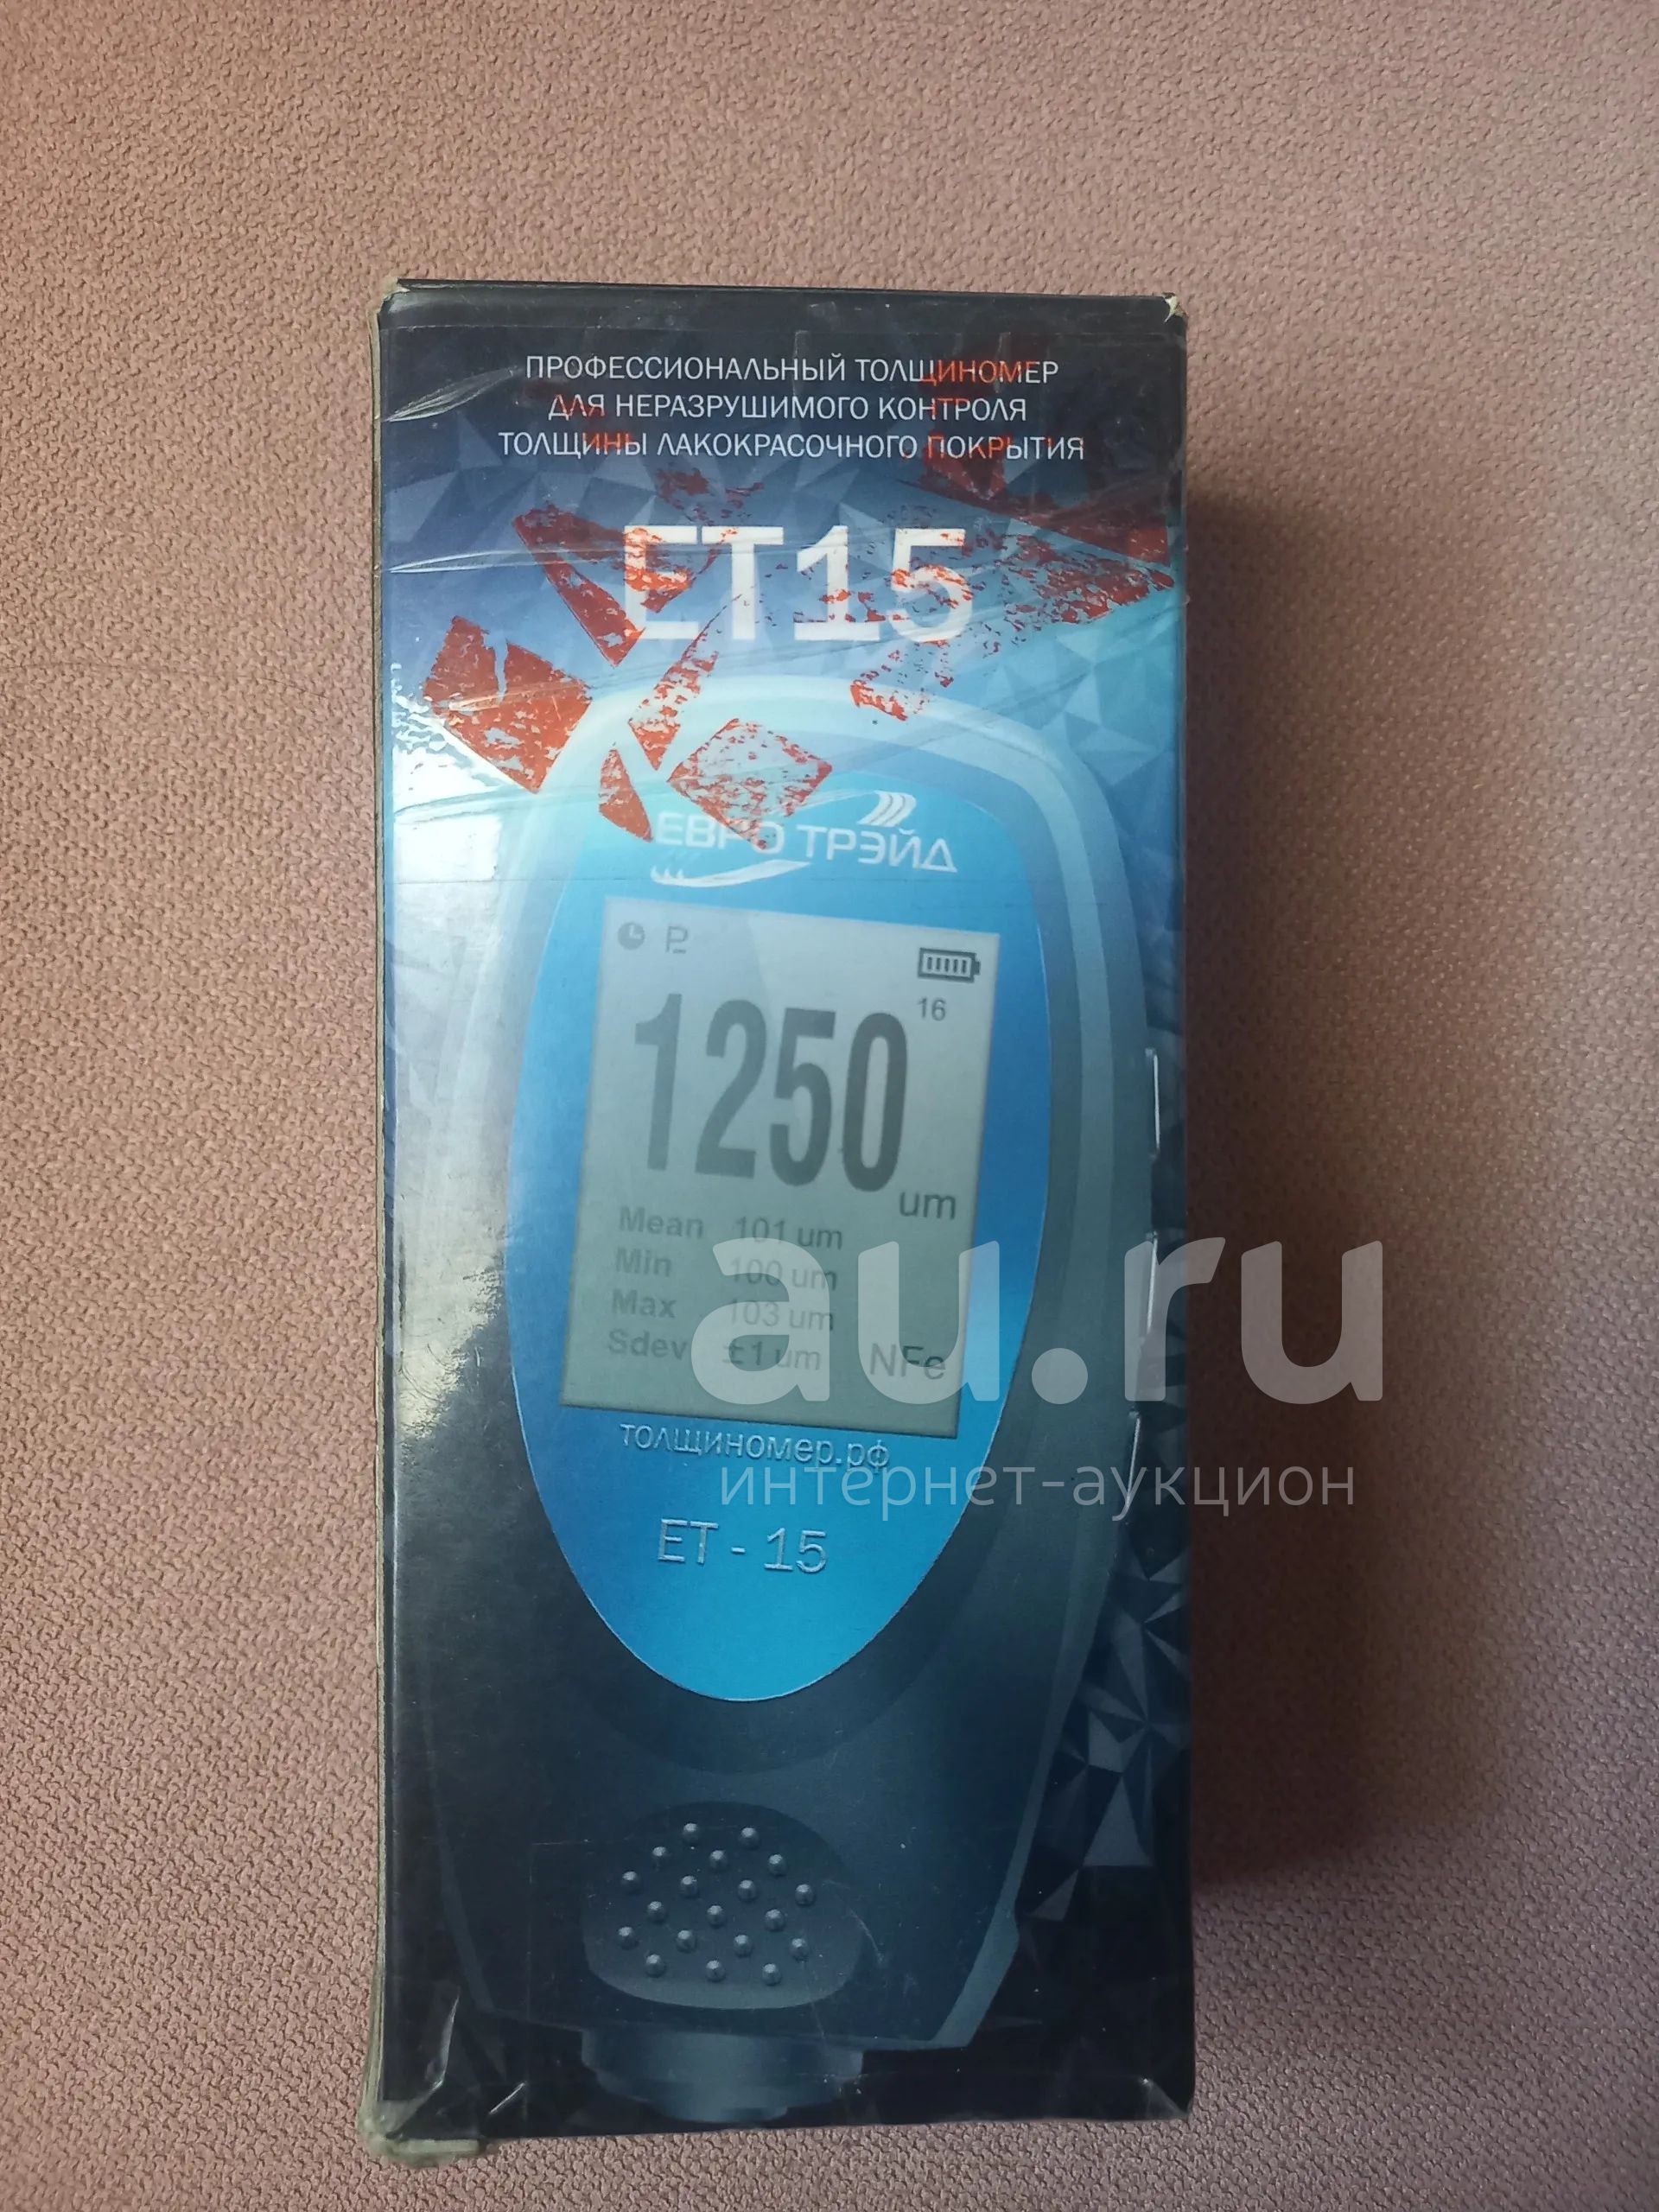 ПРОФЕССИОНАЛЬНЫЙ ТОЛЩИНОМЕР
ДЛЯ НЕРАЗРУШИМОГО КОНТРОЛЯ
ТОЛЩИНЫ ЛАКОКРАСОЧНОГО ПОКРЫТИЯ
ET15
ЕВРО ТРЭЙД
P
16
1250
um
Mean 101 um
Min 100 um
Max 103 um
Sdev ±1 um NFe
au.ru
толщиномер.рф
интернет-аукцион
ET - 15